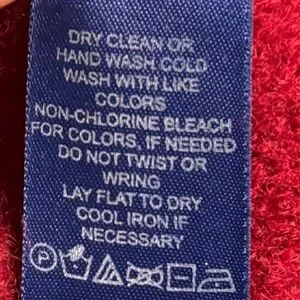 DRY CLEAN OR
HAND WASH COLD
WASH WITH LIKE
COLORS
NON-CHLORINE BLEACH
FOR COLORS, IF NEEDED
DO NOT TWIST OR
WRING
LAY FLAT TO DRY
COOL IRON IF
NECESSARY
P